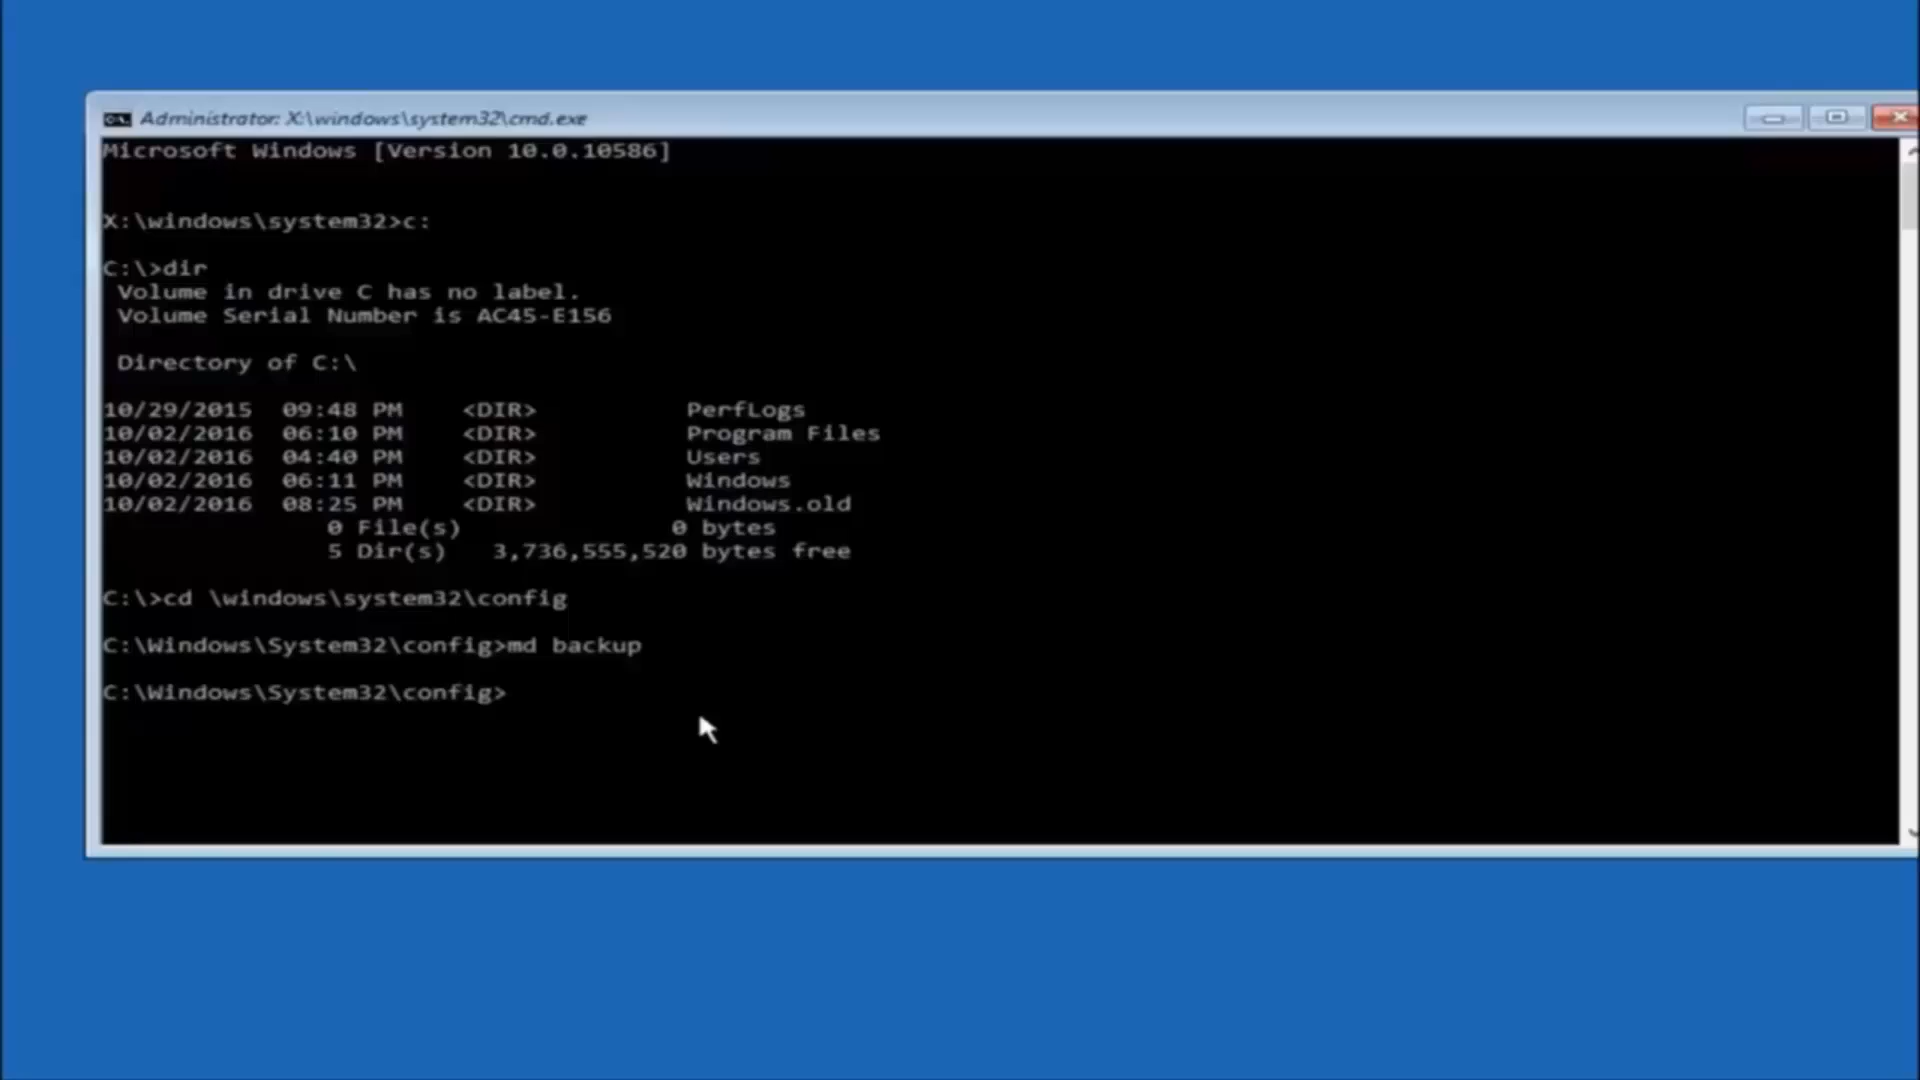 Administrator: X:\windows\system32\cmd.exe
Microsoft Windows [Version 10.0.10586]
X:\windows\system32>c:
C:\>dir
Volume in drive C has no label.
Volume Serial Number is AC45-E156
Directory of C:\
10/29/2015 09:48 PM <DIR> PerfLogs
10/02/2016 06:10 PM <DIR> Program Files
10/02/2016 04:40 PM <DIR> Users
10/02/2016 06:11 PM <DIR> Windows
10/02/2016 08:25 PM <DIR> Windows.old
0 File(s) 0 bytes
5 Dir(s) 3,736,555,520 bytes free
C:\>cd \windows\system32\config
C:\Windows\System32\config>md backup
C:\Windows\System32\config>